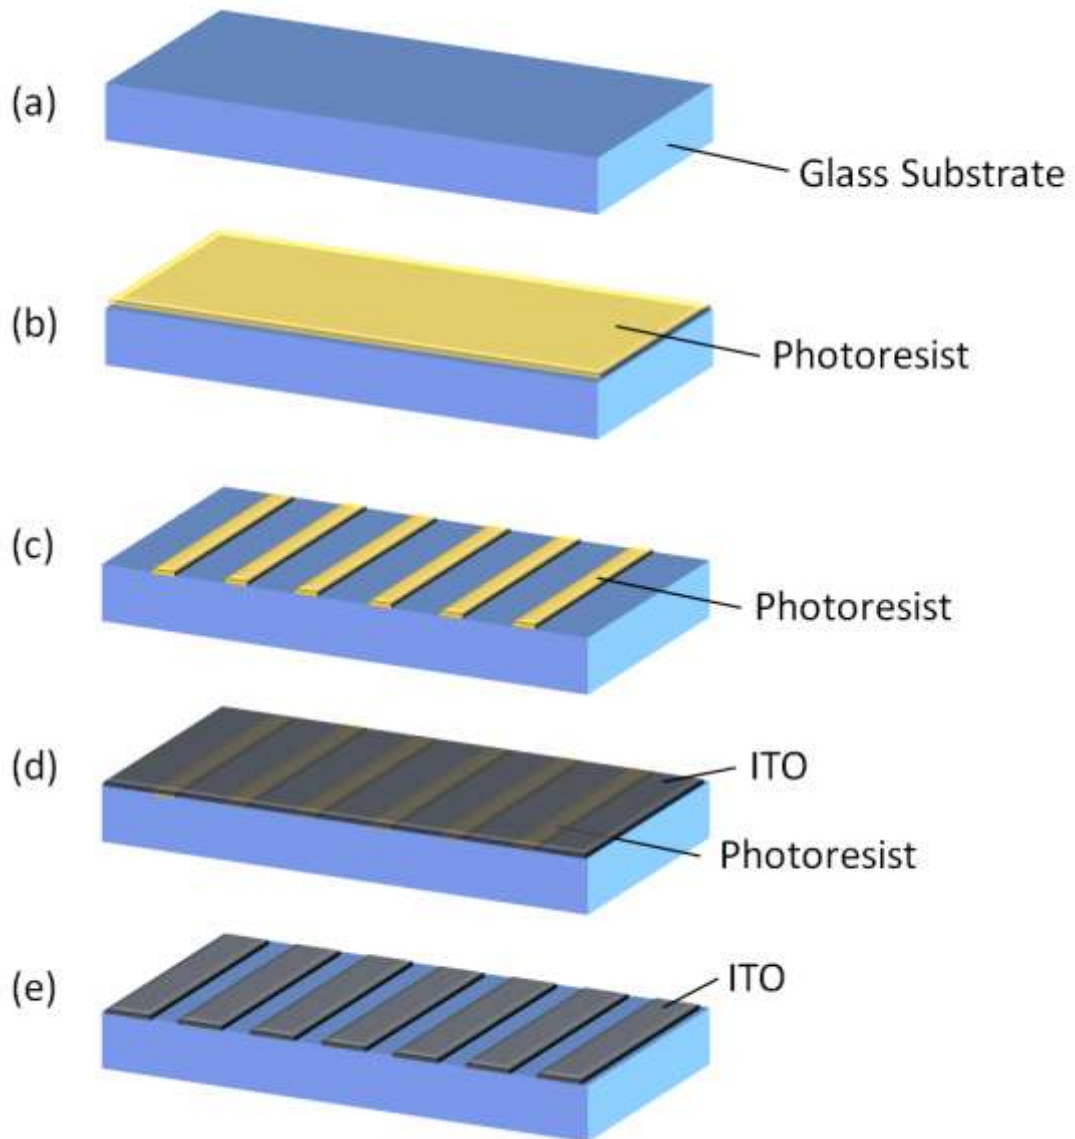 (a)
Glass Substrate
(b)
Photoresist
(c)
Photoresist
(d)
ITO
Photoresist
(e)
ITO